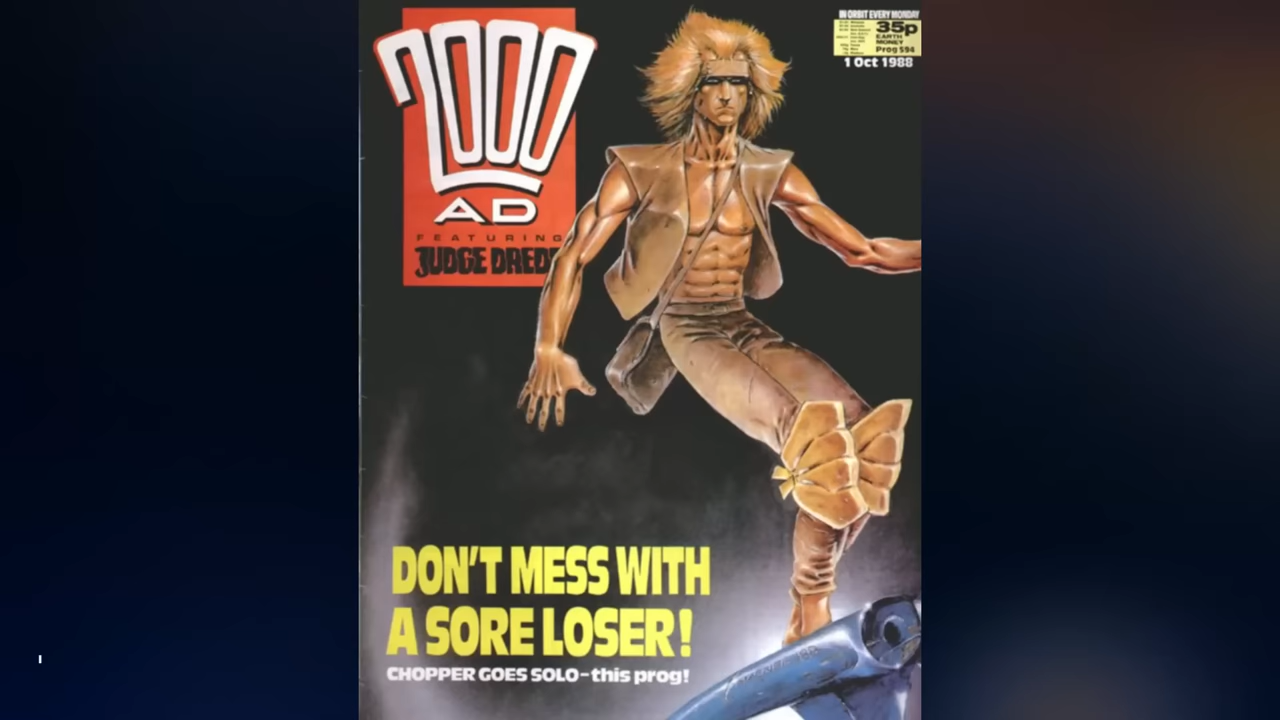 2000
AD
FEATURING
JUDGE DREDD
IN ORBIT EVERY MONDAY
35p
EARTH
MONEY
Prog 594
1 Oct 1988
DON'T MESS WITH
A SORE LOSER!
CHOPPER GOES SOLO-this prog!